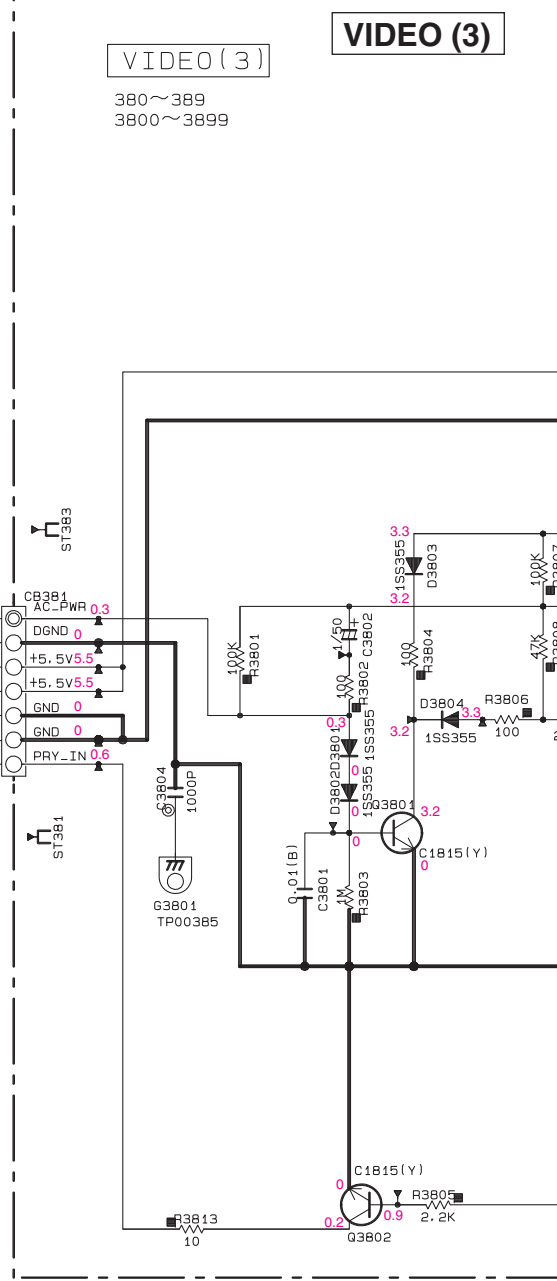 VIDEO (3)
VIDEO(3)
380～389
3800～3899
ST383
CB381
AC_PWR 0.3
DGND 0
+5.5V 5.5
+5.5V 5.5
GND 0
GND 0
PRY_IN 0.6
ST381
1000P
G3801
TP00385
100K
R3801
1/50
C3802
100
R3802
0.3
D3801
1SS355
0
D3802
1SS355
0
0
0.01(B)
C3801
1M
R3803
3.3
1SS355
D3803
3.2
100
R3804
D3804
3.3
1SS355
3.2
R3806
100
100K
47K
Q3801
3.2
C1815(Y)
0
C1815(Y)
0
0.2
0.9
Q3802
R3805
2.2K
R3813
10